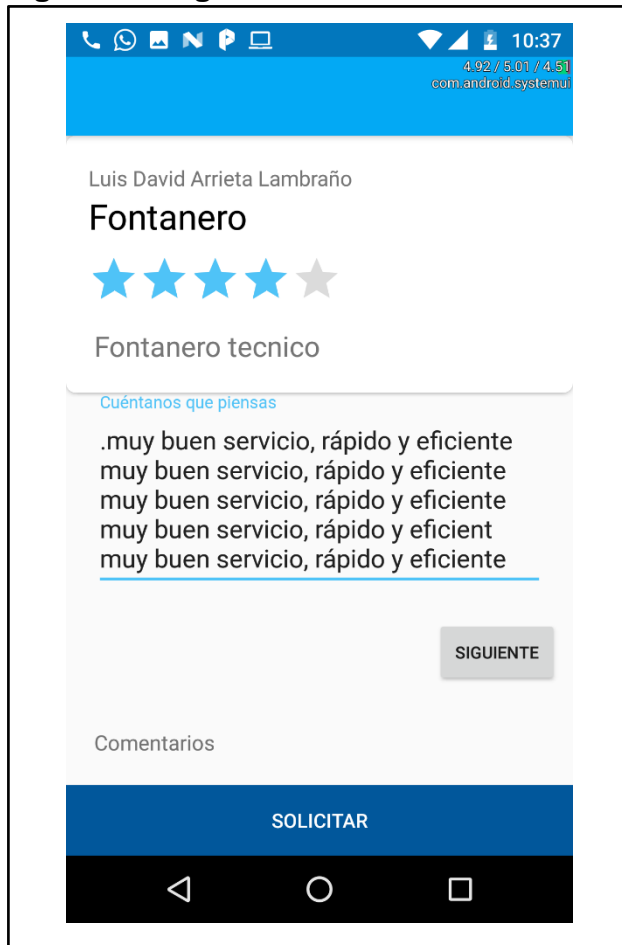 10:37
4.92 / 5.01 / 4.51
com.android.systemui
Luis David Arrieta Lambraño
Fontanero
Fontanero tecnico
Cuéntanos que piensas
.muy buen servicio, rápido y eficiente
muy buen servicio, rápido y eficiente
muy buen servicio, rápido y eficiente
muy buen servicio, rápido y eficient
muy buen servicio, rápido y eficiente
SIGUIENTE
Comentarios
SOLICITAR